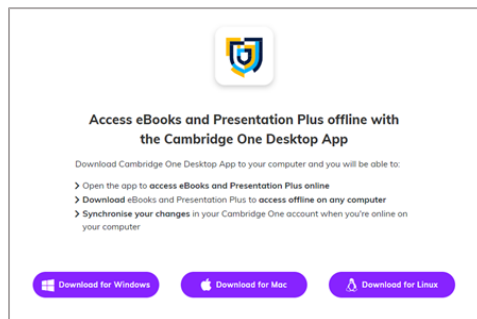 Access eBooks and Presentation Plus offline with
the Cambridge One Desktop App
Download Cambridge One Desktop App to your computer and you will be able to:
Open the app to access eBooks and Presentation Plus online
Download eBooks and Presentation Plus to access offline on any computer
Synchronise your changes in your Cambridge One account when you're online on
your computer
Download for Windows
Download for Mac
Download for Linux